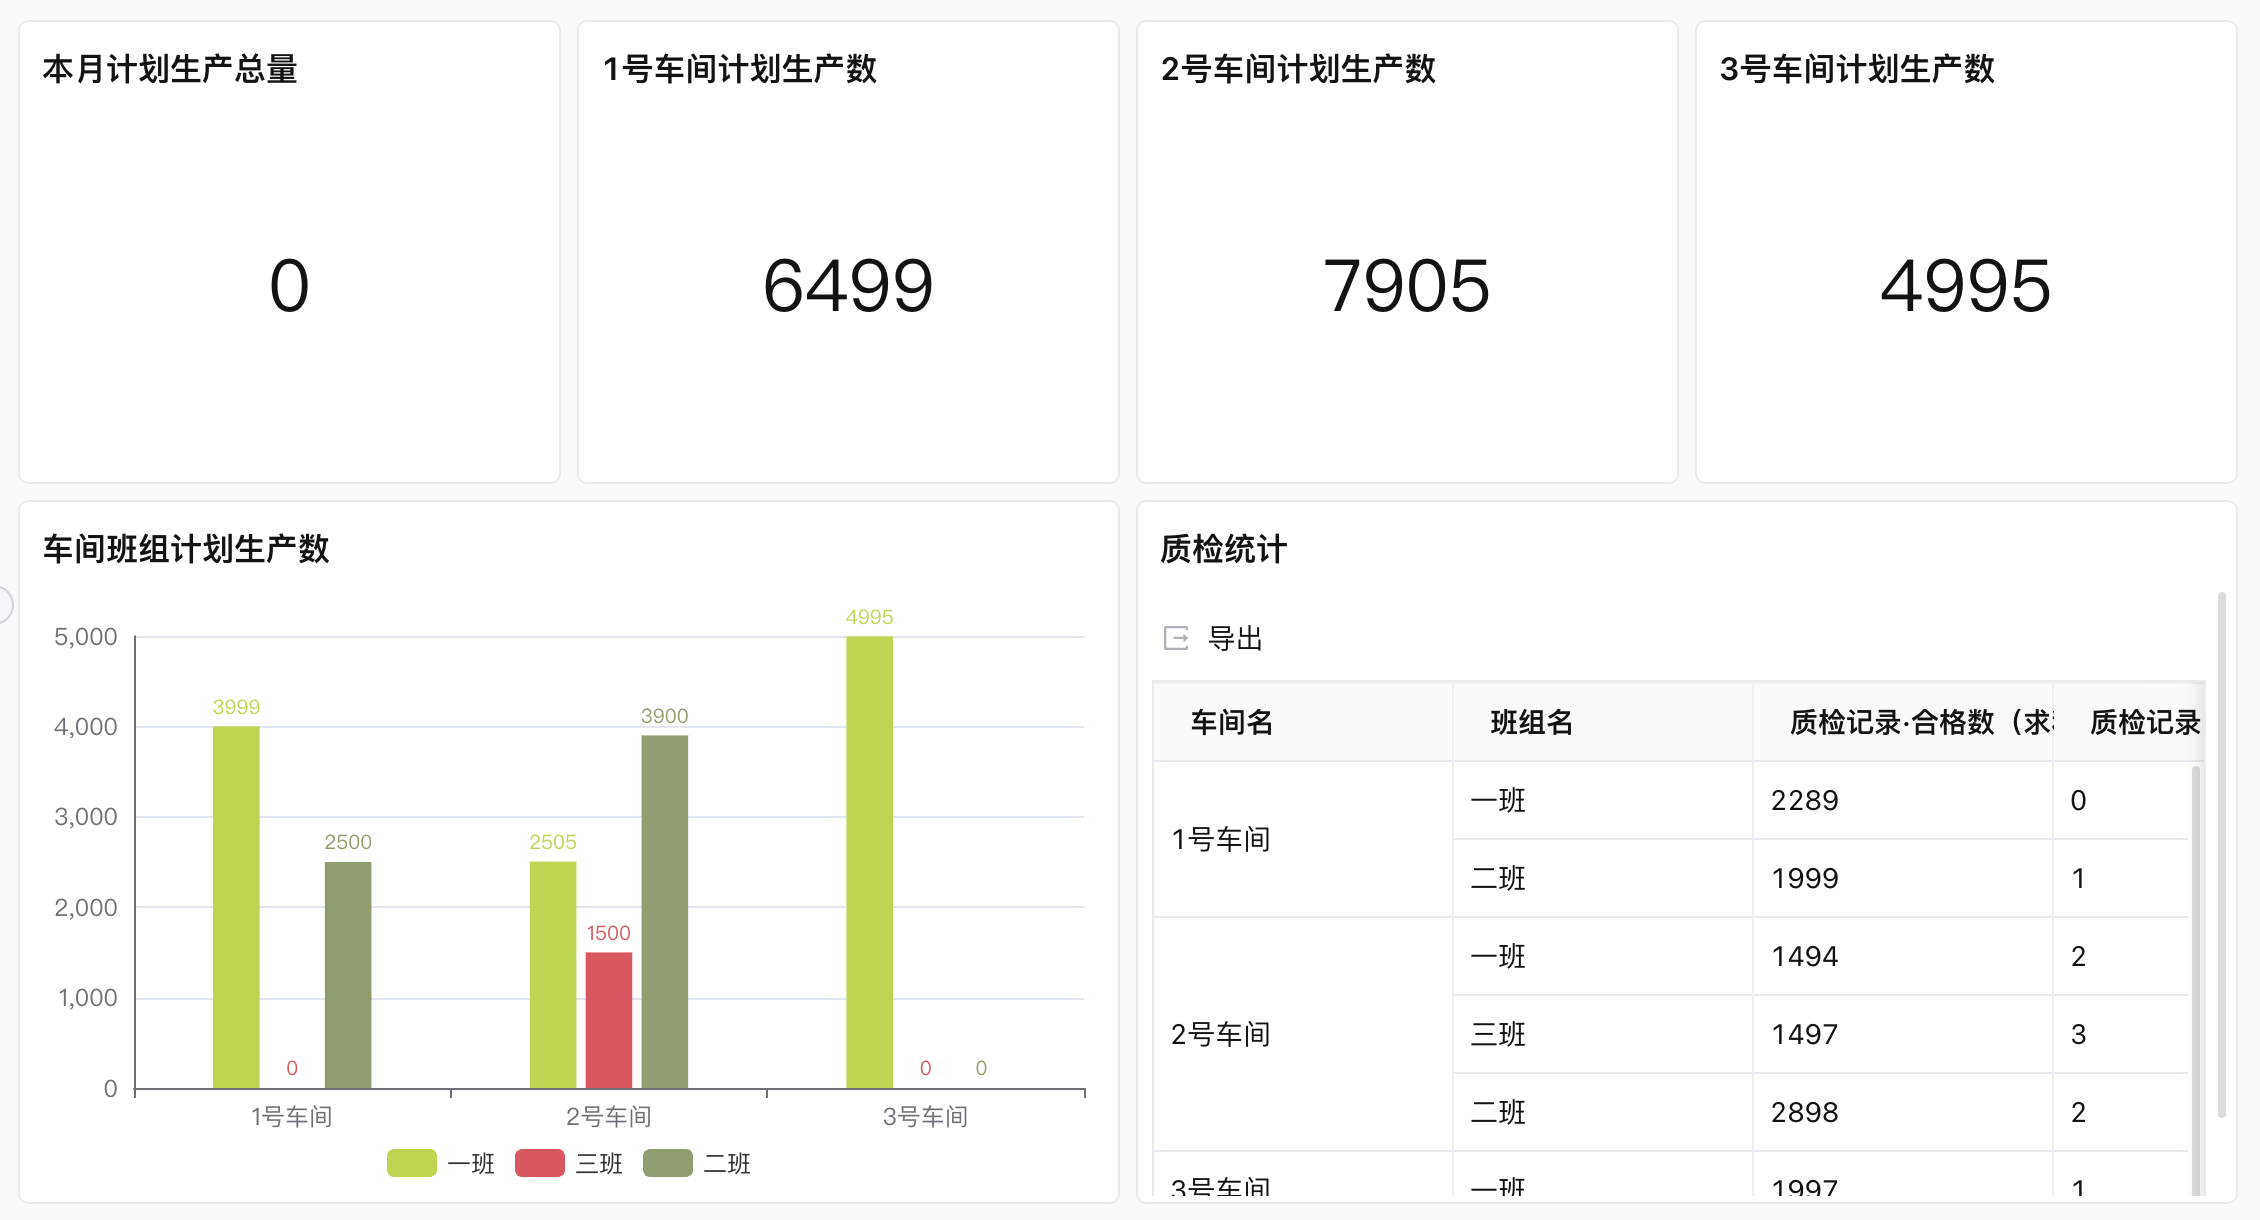 本月计划生产总量
0
1号车间计划生产数
6499
2号车间计划生产数
7905
3号车间计划生产数
4995
车间班组计划生产数
5,000
4,000
3,000
2,000
1,000
0
3999
0
2500
2505
1500
3900
4995
0
0
1号车间
2号车间
3号车间
一班
三班
二班
质检统计
导出
车间名 班组名 质检记录·合格数（求 质检记录
1号车间
一班 2289 0
二班 1999 1
2号车间
一班 1494 2
三班 1497 3
二班 2898 2
3号车间 一班 1997 1